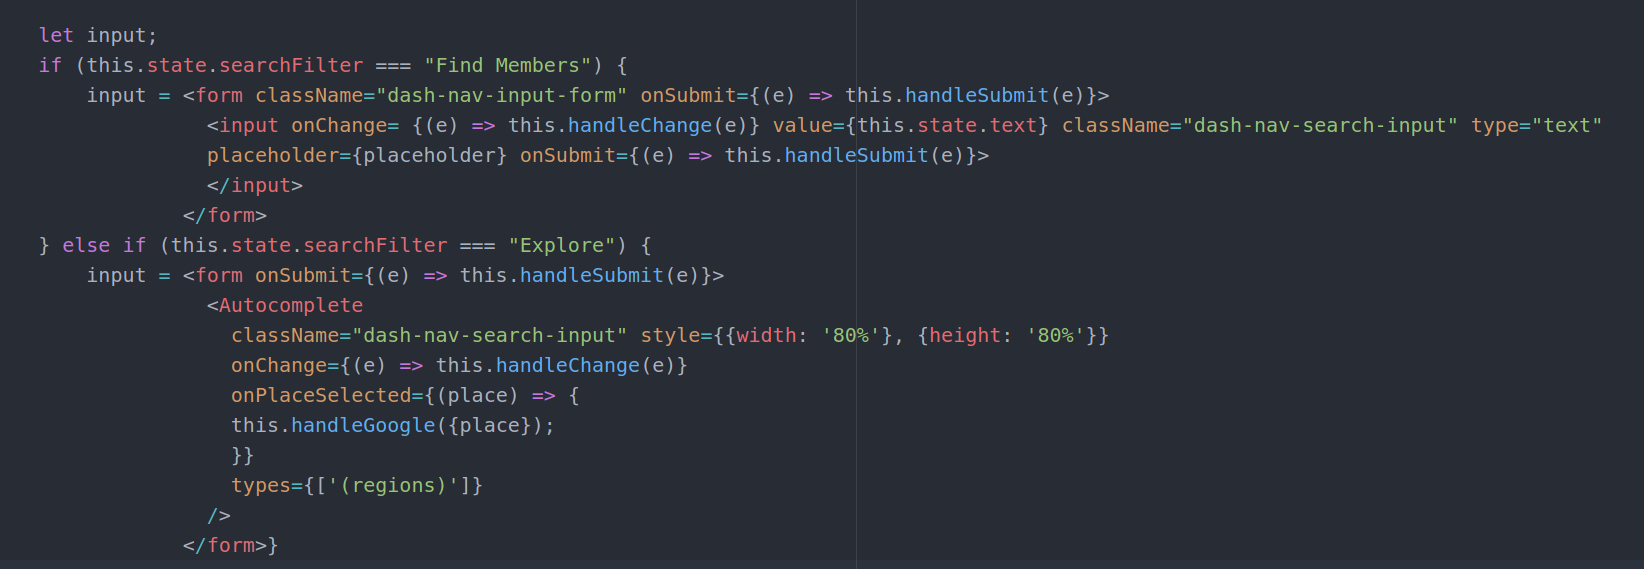 let input;
if (this.state.searchFilter === "Find Members") {
    input = <form className="dash-nav-input-form" onSubmit={(e) => this.handleSubmit(e)}>
              <input onChange= {(e) => this.handleChange(e)} value={this.state.text} className="dash-nav-search-input" type="text"
              placeholder={placeholder} onSubmit={(e) => this.handleSubmit(e)}>
              </input>
            </form>
} else if (this.state.searchFilter === "Explore") {
    input = <form onSubmit={(e) => this.handleSubmit(e)}>
              <Autocomplete
                className="dash-nav-search-input" style={{width: '80%'}, {height: '80%'}}
                onChange={(e) => this.handleChange(e)}
                onPlaceSelected={(place) => {
                this.handleGoogle({place});
                }}
                types={['(regions)']}
              />
            </form>}